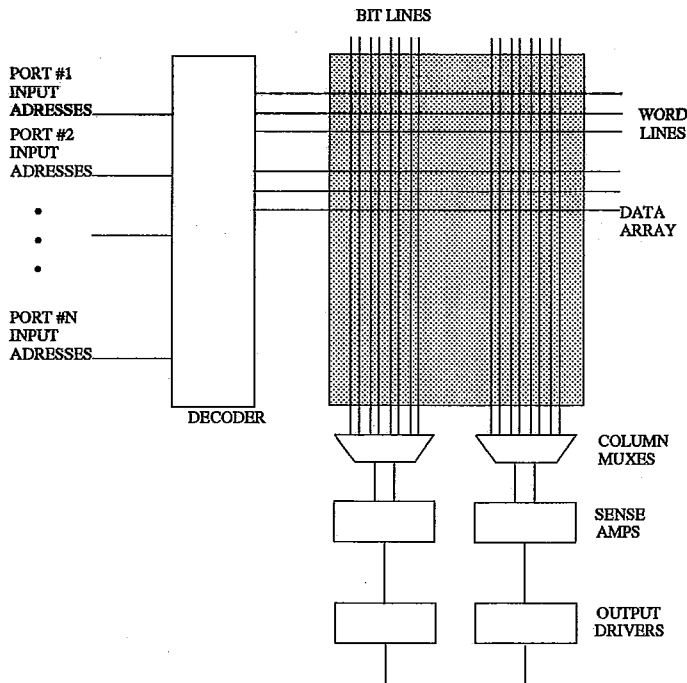 BIT LINES
PORT #1
INPUT
ADRESSES
PORT #2
INPUT
ADRESSES
PORT #N
INPUT
ADRESSES
DECODER
WORD
LINES
DATA
ARRAY
COLUMN
MUXES
SENSE
AMPS
OUTPUT
DRIVERS